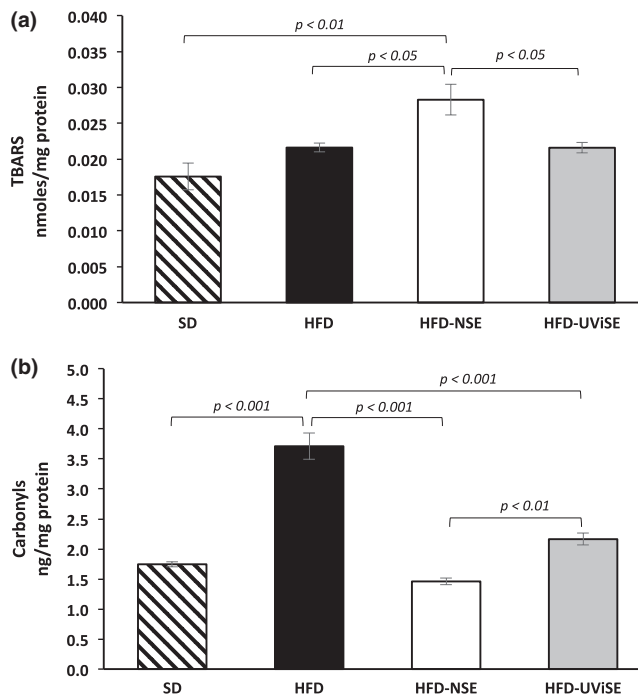 (a)
TBARS
nmoles/mg protein
0.040
0.035
0.030
0.025
0.020
0.015
0.010
0.005
0.000
p < 0.01
p < 0.05
p < 0.05
SD
HFD
HFD-NSE
HFD-UViSE
(b)
Carbonyls
ng/mg protein
5.0
4.5
4.0
3.5
3.0
2.5
2.0
1.5
1.0
0.5
0.0
p < 0.001
p < 0.001
p < 0.001
p < 0.01
SD
HFD
HFD-NSE
HFD-UViSE